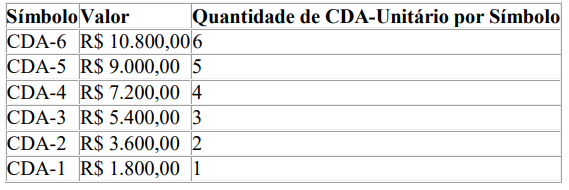 Símbolo Valor Quantidade de CDA-Unitário por Símbolo
CDA-6 R$ 10.800,00 6
CDA-5 R$ 9.000,00 5
CDA-4 R$ 7.200,00 4
CDA-3 R$ 5.400,00 3
CDA-2 R$ 3.600,00 2
CDA-1 R$ 1.800,00 1